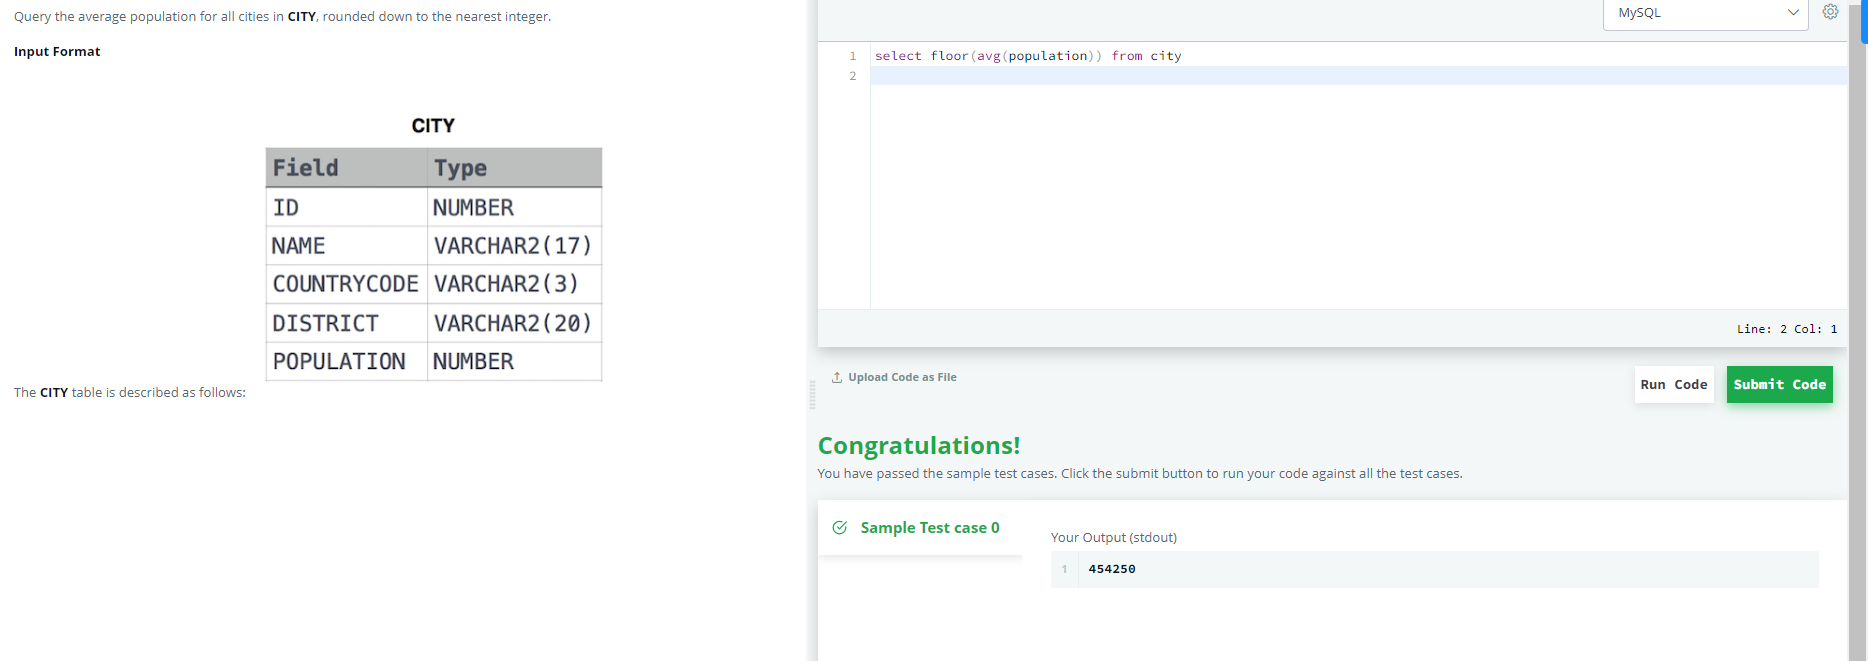 Query the average population for all cities in CITY, rounded down to the nearest integer.
Input Format
CITY
Field Type
ID NUMBER
NAME VARCHAR2(17)
COUNTRYCODE VARCHAR2(3)
DISTRICT VARCHAR2(20)
POPULATION NUMBER
The CITY table is described as follows:
MySQL
1 select floor(avg(population)) from city
2
Line: 2 Col: 1
Upload Code as File
Run Code
Submit Code
Congratulations!
You have passed the sample test cases. Click the submit button to run your code against all the test cases.
Sample Test case 0
Your Output (stdout)
1 454250